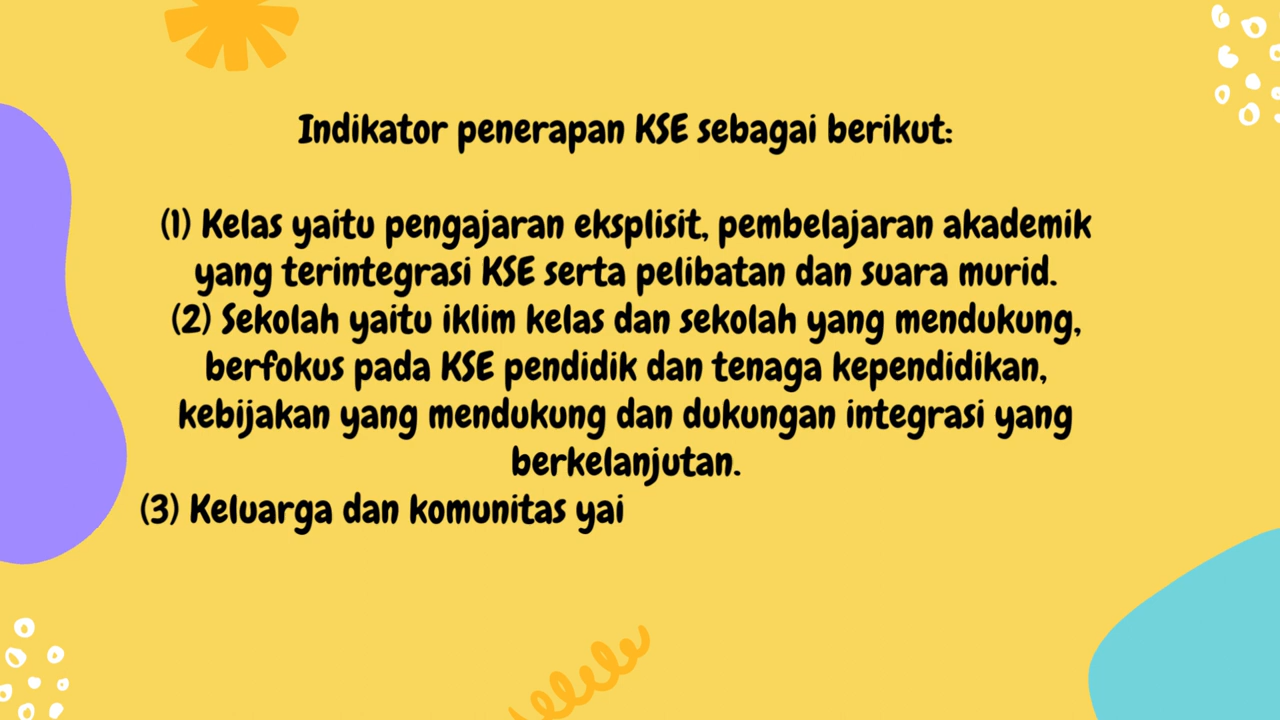 Indikator penerapan KSE sebagai berikut:
(1) Kelas yaitu pengajaran eksplisit, pembelajaran akademik
yang terintegrasi KSE serta pelibatan dan suara murid.
(2) Sekolah yaitu iklim kelas dan sekolah yang mendukung,
berfokus pada KSE pendidik dan tenaga kependidikan,
kebijakan yang mendukung dan dukungan integrasi yang
berkelanjutan.
(3) Keluarga dan komunitas yai